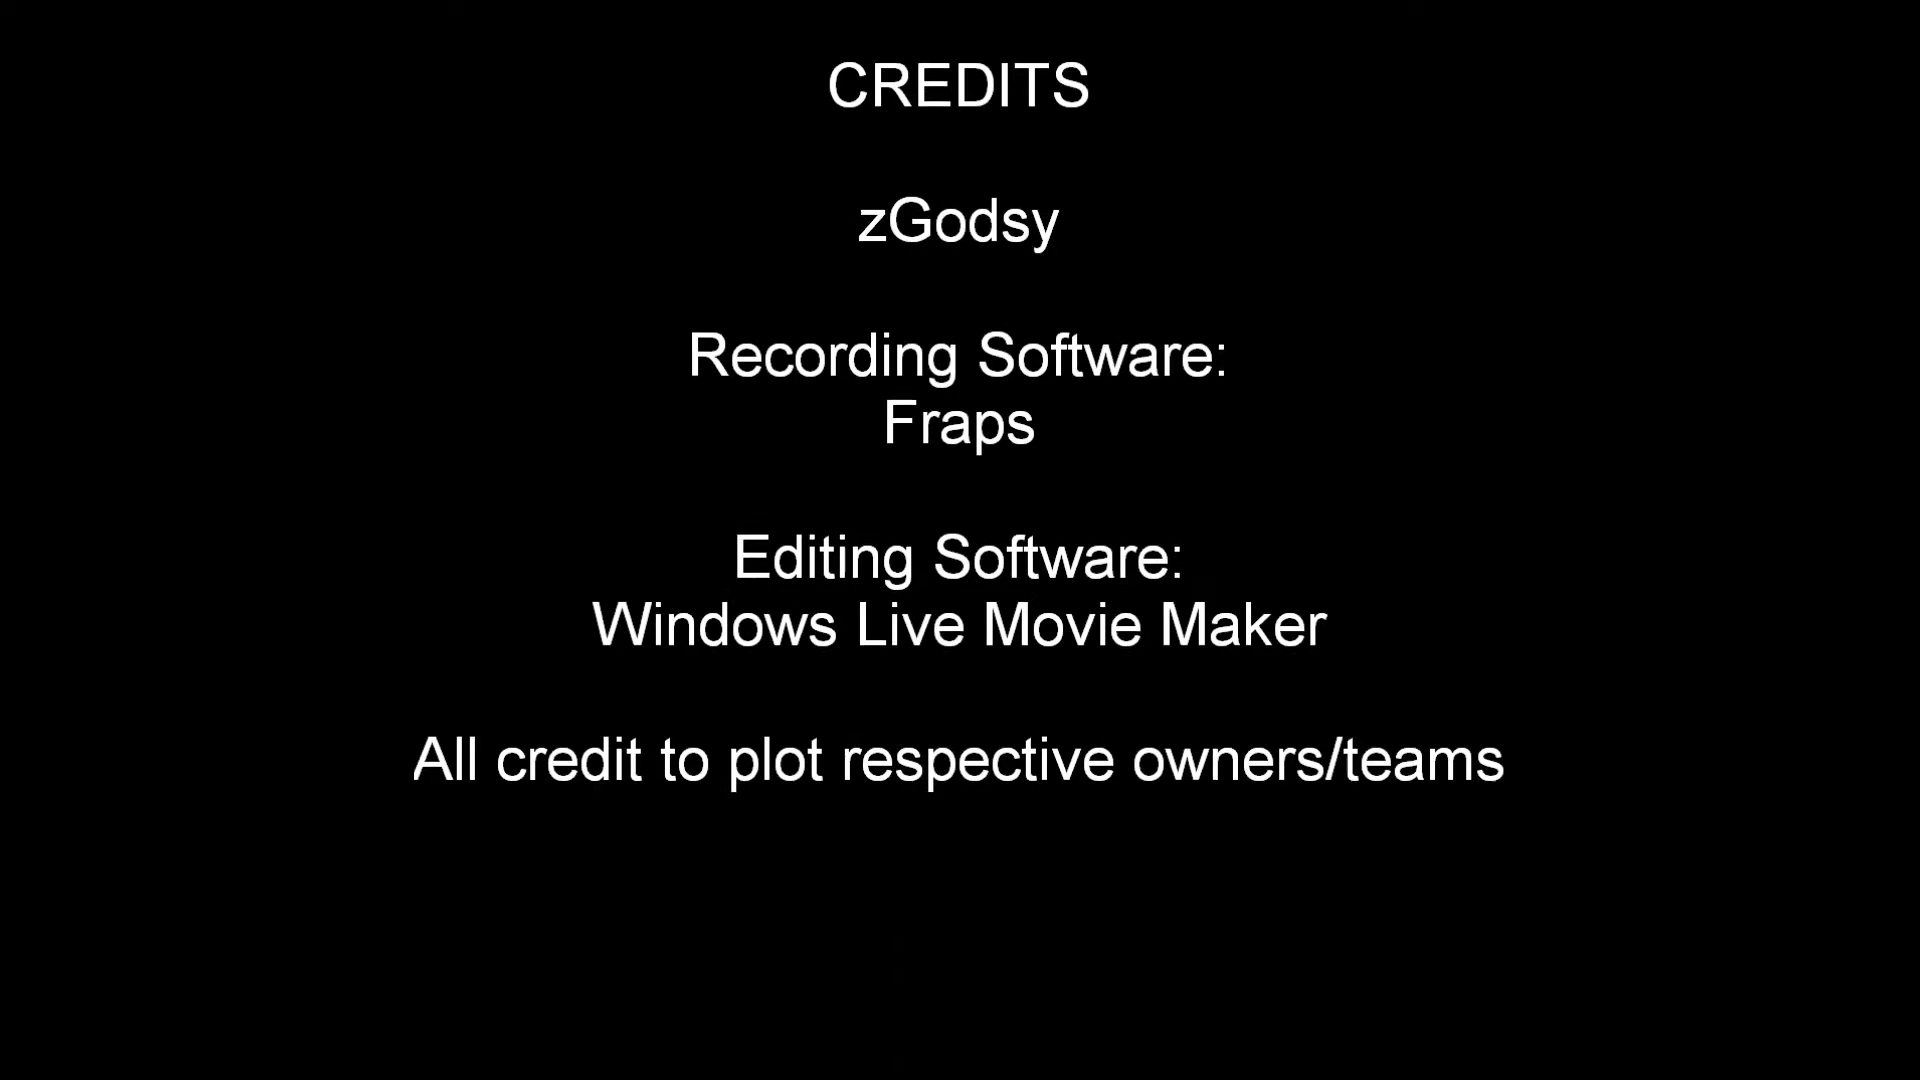 CREDITS
zGodsy
Recording Software:
Fraps
Editing Software:
Windows Live Movie Maker
All credit to plot respective owners/teams